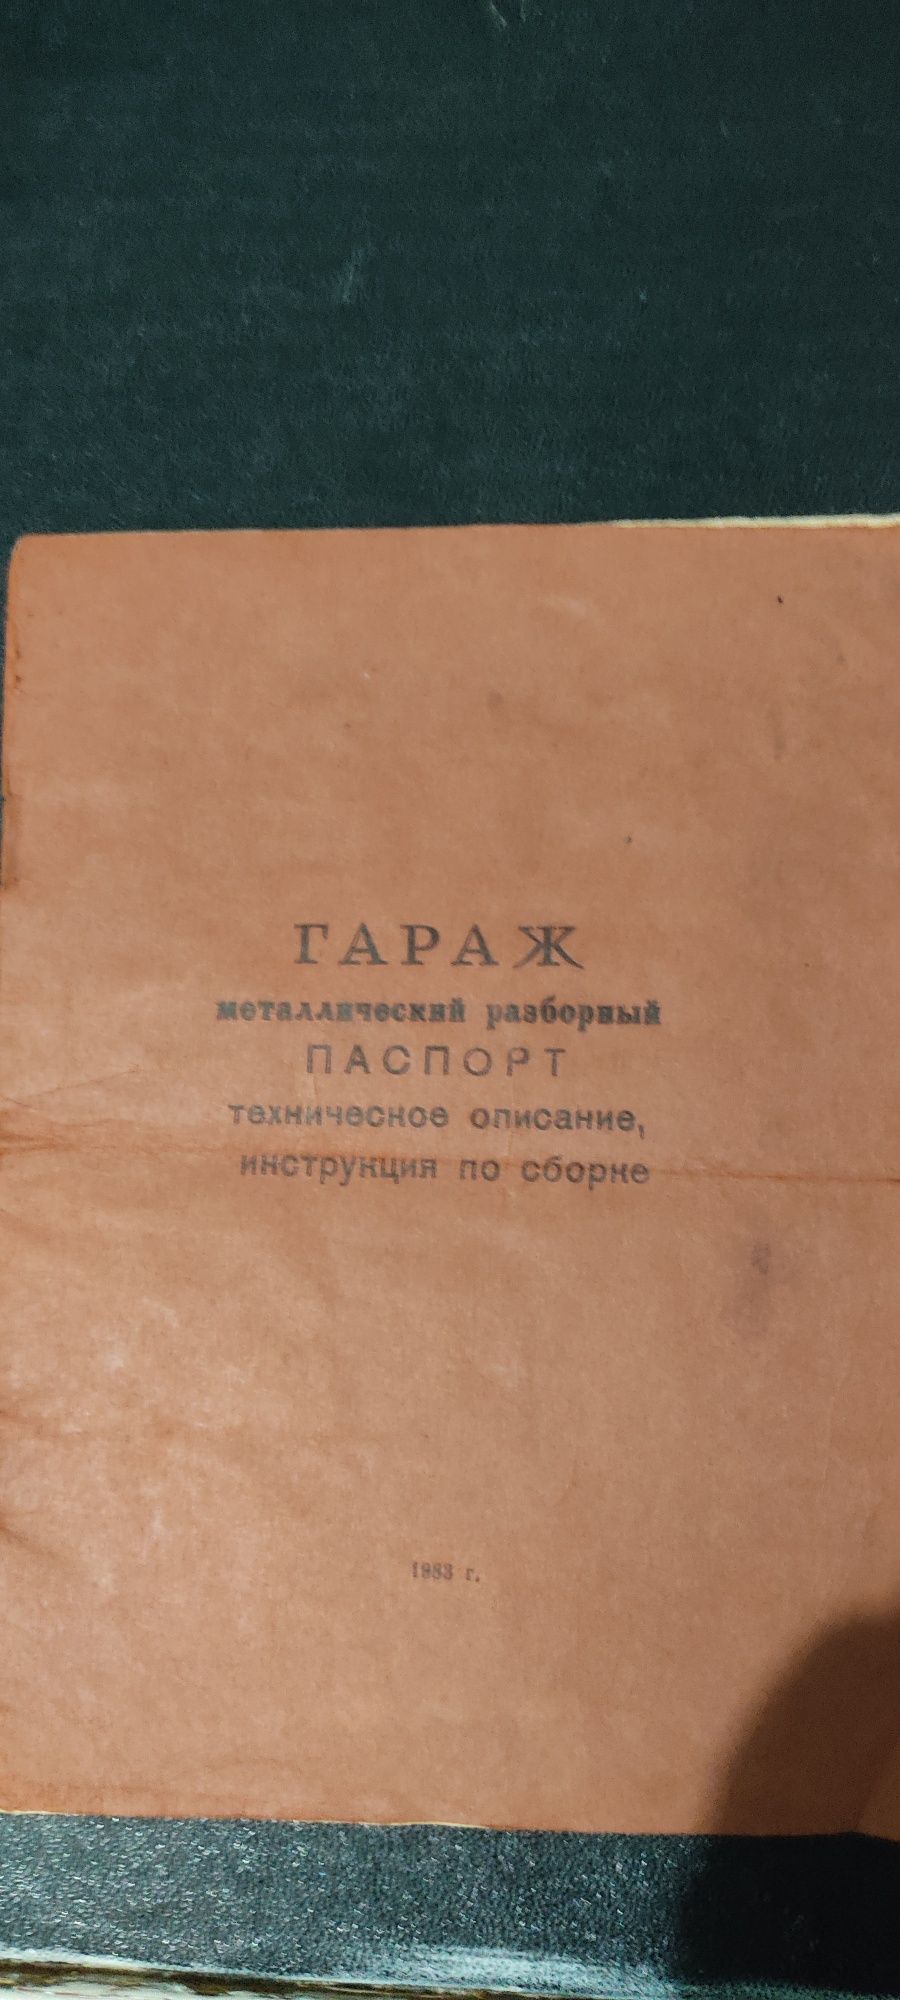 ГАРАЖ
металлический разборный
ПАСПОРТ
техническое описание,
инструкция по сборке
1983 г.